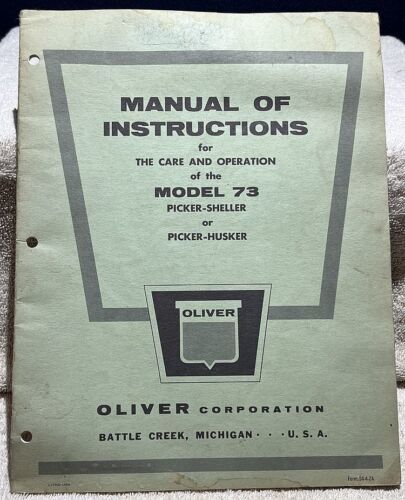 MANUAL OF
INSTRUCTIONS
for
THE CARE AND OPERATION
of the
MODEL 73
PICKER-SHELLER
or
PICKER-HUSKER
OLIVER
OLIVER CORPORATION
BATTLE CREEK, MICHIGAN · · · U. S. A.